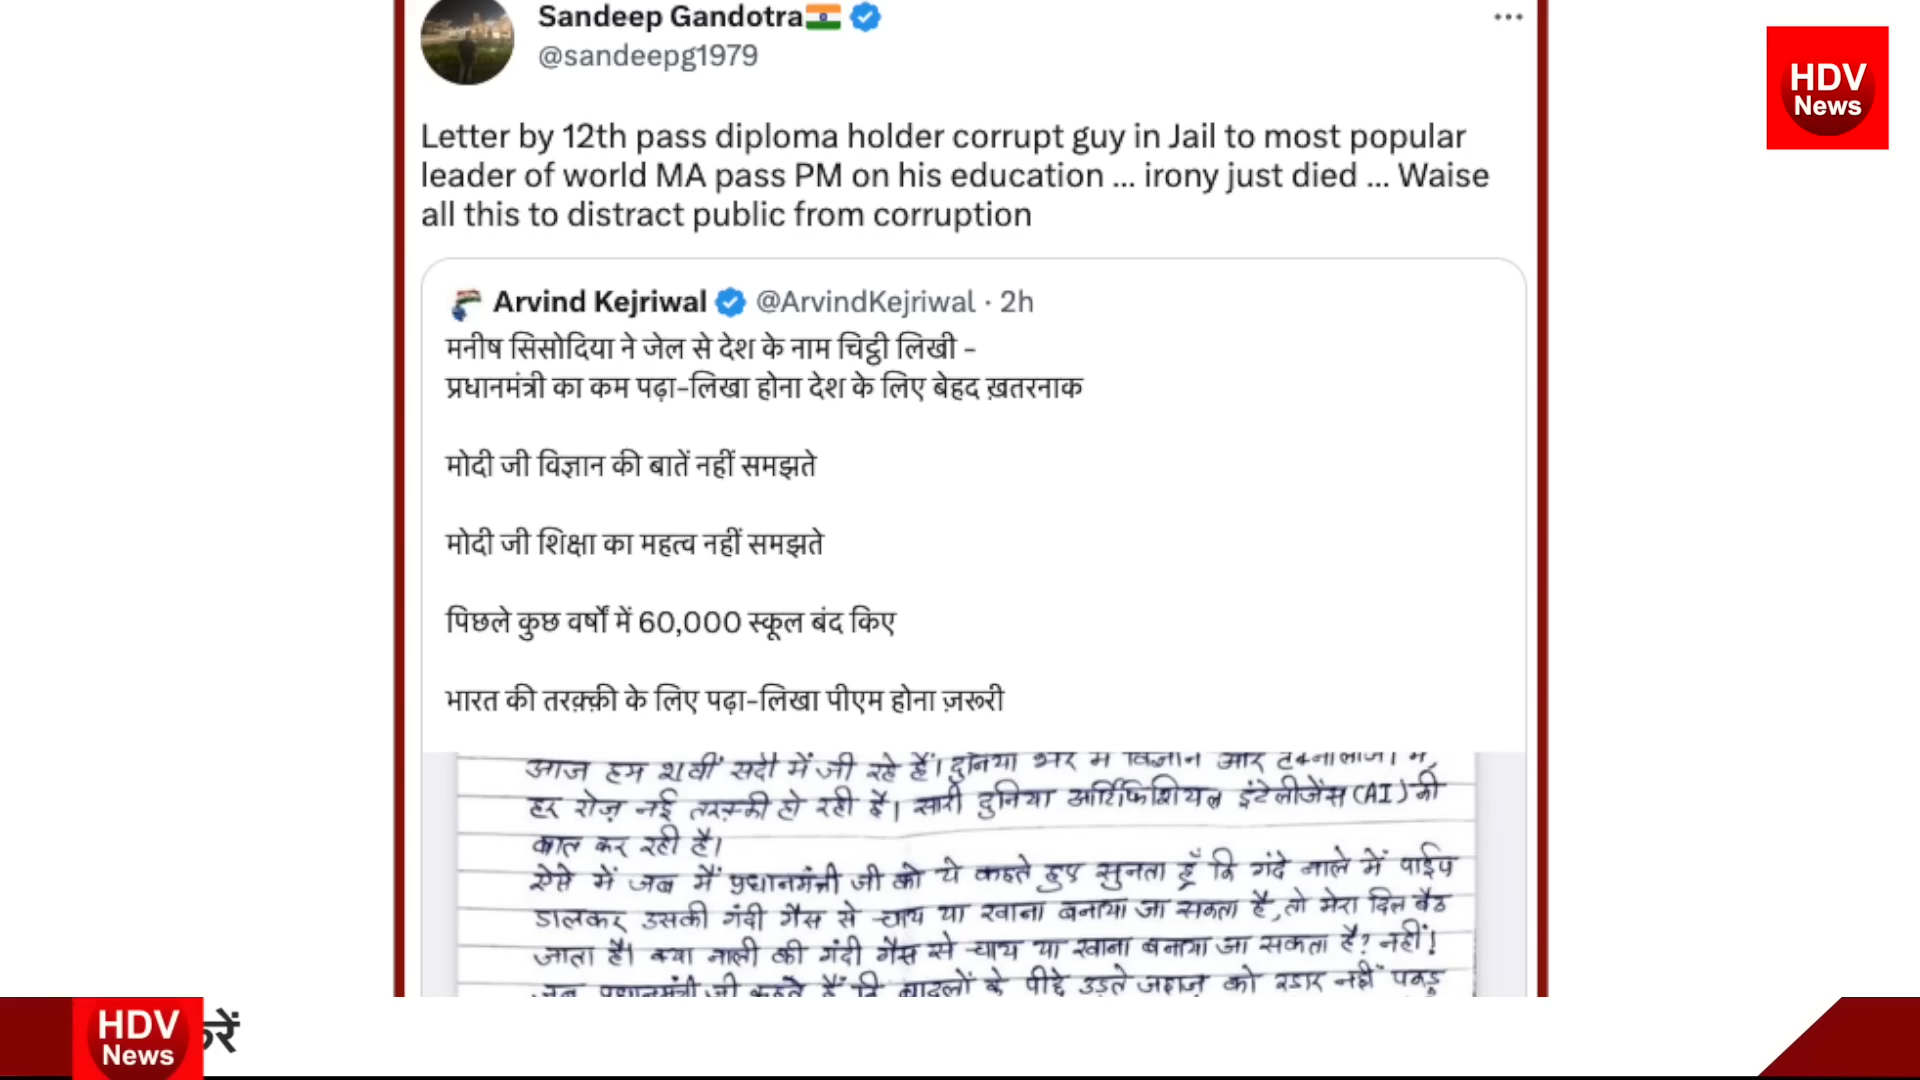 Sandeep Gandotra
@sandeepg1979
HDV
News
Letter by 12th pass diploma holder corrupt guy in Jail to most popular
leader of world MA pass PM on his education ... irony just died ... Waise
all this to distract public from corruption
Arvind Kejriwal @ArvindKejriwal · 2h
मनीष सिसोदिया ने जेल से देश के नाम चिट्ठी लिखी -
प्रधानमंत्री का कम पढ़ा-लिखा होना देश के लिए बेहद ख़तरनाक
मोदी जी विज्ञान की बातें नहीं समझते
मोदी जी शिक्षा का महत्व नहीं समझते
पिछले कुछ वर्षों में 60,000 स्कूल बंद किए
भारत की तरक़्क़ी के लिए पढ़ा-लिखा पीएम होना ज़रूरी
आज हम 21वीं सदी में जी रहे हैं। दुनिया भर में विज्ञान और टेक्नोलॉजी में
हर रोज़ नई तरक़्की हो रही है। सारी दुनिया आर्टिफिशियल इंटेलीजेंस (AI) की
बात कर रही है।
ऐसे में जब मैं प्रधानमंत्री जी को ये कहते हुए सुनता हूँ कि गंदे नाले में पाईप
डालकर उसकी गंदी गैस से चाय या खाना बनाया जा सकता है, तो मेरा दिल बैठ
जाता है। क्या नाली की गंदी गैस से चाय या खाना बनाया जा सकता है? नहीं!
जब प्रधानमंत्री जी कहते हैं कि बादलों के पीछे उड़ते जहाज़ को रडार नहीं पकड़
HDV
News
रें